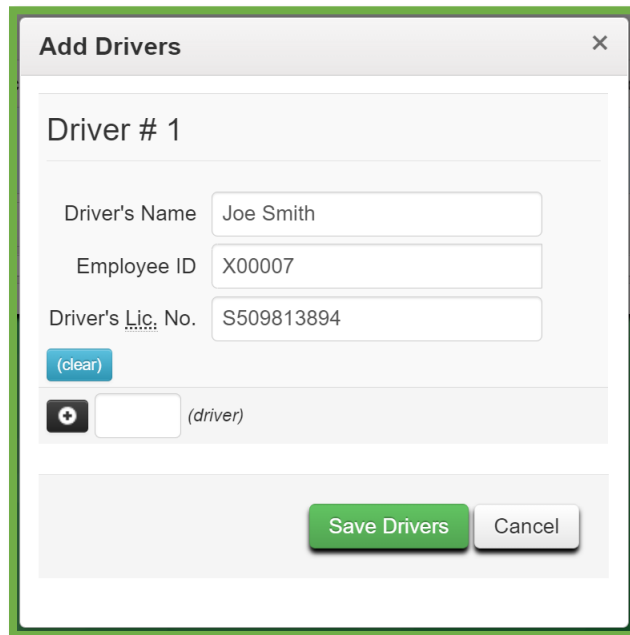 Add Drivers ×
Driver # 1
Driver's Name Joe Smith
Employee ID X00007
Driver's Lic. No. S509813894
(clear)
(driver)
Save Drivers Cancel